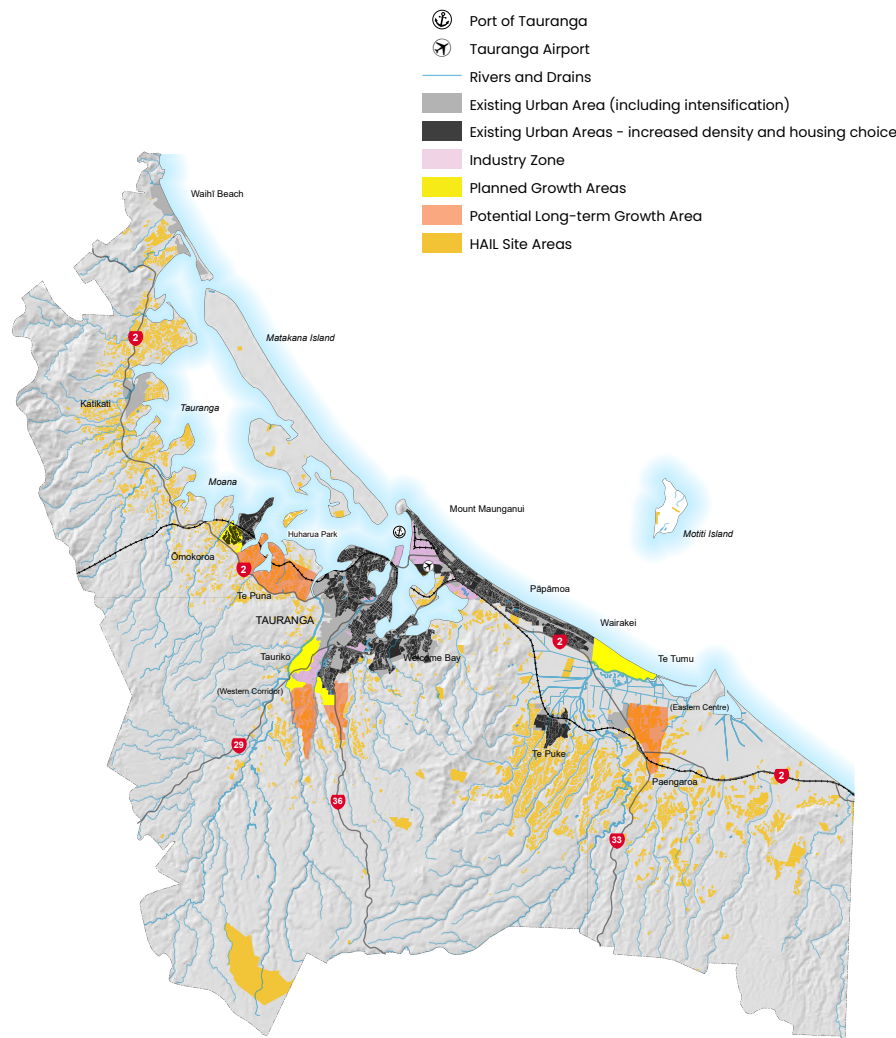 Port of Tauranga
Tauranga Airport
Rivers and Drains
Existing Urban Area (including intensification)
Existing Urban Areas - increased density and housing choice
Industry Zone
Planned Growth Areas
Potential Long-term Growth Area
HAIL Site Areas
Waihī Beach
2
Matakana Island
Katikati
Tauranga
Moana
Mount Maunganui
Huharua Park
Motiti Island
Ōmokoroa
2
Te Puna
Pāpāmoa
TAURANGA
Wairakei
2
Tauriko
Welcome Bay
Te Tumu
(Western Corridor)
(Eastern Centre)
29
Te Puke
Paengaroa
2
36
33